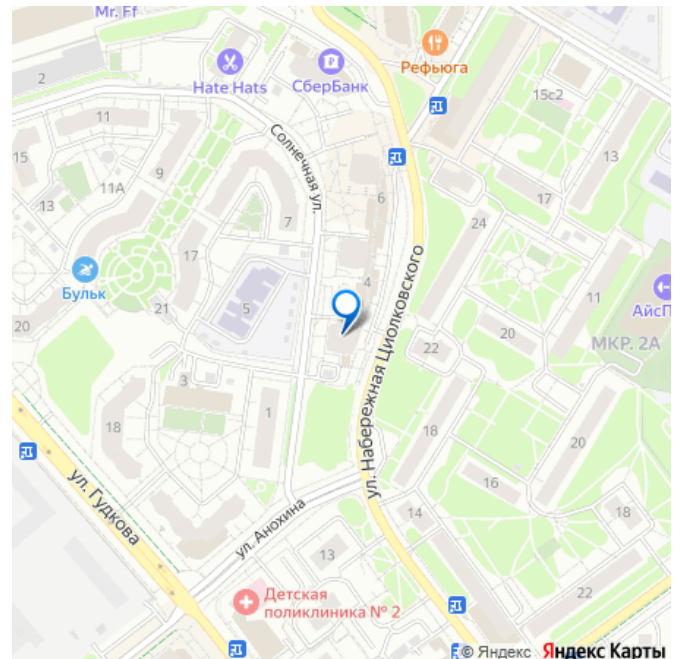 Mr. Ff
2
Hate Hats
СберБанк
Рефьюга
15с2
11
15
9
11А
13
Солнечная ул.
7
6
13
17
24
17
Бульк
21
5
4
11
АйсП
20
22
20
МКР. 2А
3
18
1
ул. Набережная Циолковского
18
20
16
18
ул. Гудкова
ул. Анохина
14
13
Детская
поликлиника № 2
22
© Яндекс Яндекс Карты